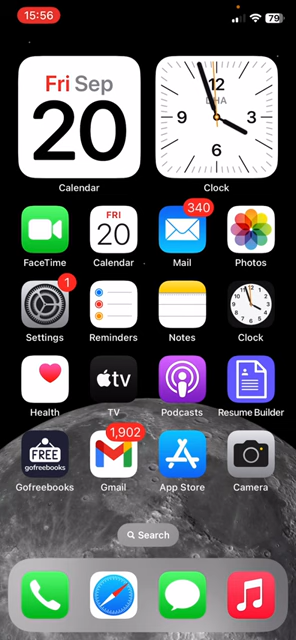 15:56
79
Fri Sep
20
12
DHA
9
3
6
Calendar
Clock
340
FRI
20
FaceTime
Calendar
Mail
Photos
1
Settings
Reminders
Notes
Clock
tv
Health
TV
Podcasts
Resume Builder
1,902
FREE
gofreebooks
Gofreebooks
Gmail
App Store
Camera
Search